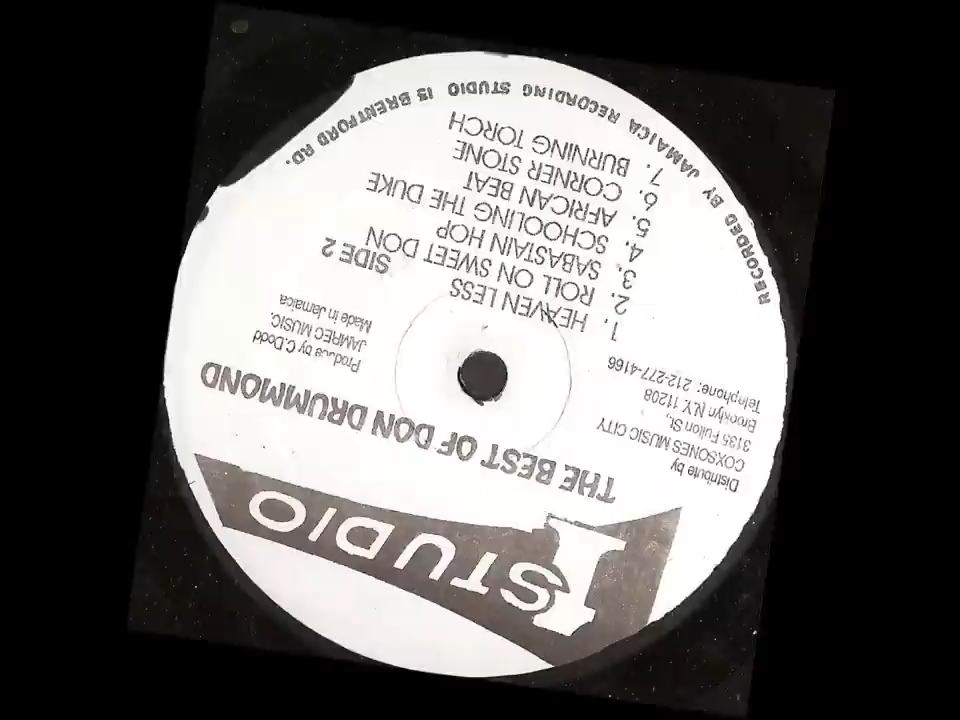 STUDIO 1
THE BEST OF DON DRUMMOND
Distribute by
COXSONES MUSIC CITY
3135 Fulton St.,
Brooklyn N.Y. 11208
Telephone: 212-277-4166
Produce by C. Dodd
JAMREC MUSIC.
Made in Jamaica
SIDE 2
1. HEAVEN LESS
2. ROLL ON SWEET DON
3. SABASTAIN HOP
4. SCHOOLING THE DUKE
5. AFRICAN BEAT
6. CORNER STONE
7. BURNING TORCH
RECORDED BY JAMAICA RECORDING STUDIO 13 BRENTFORD RD.